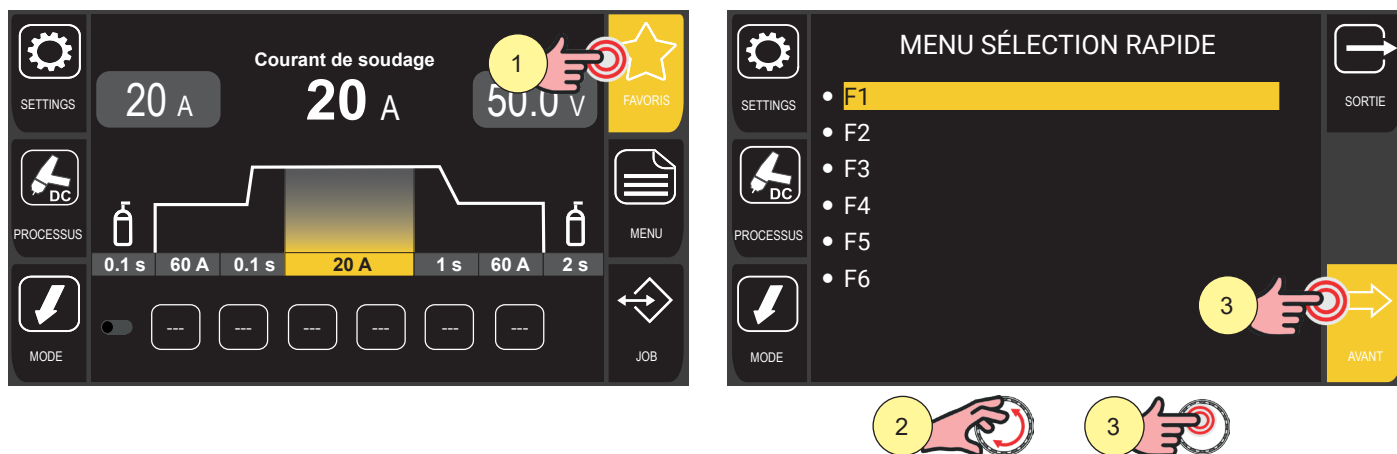 SETTINGS
PROCESSUS
DC
MODE
Courant de soudage
20 A
20 A
50.0 V
1
FAVORIS
MENU
JOB
0.1 s 60 A 0.1 s 20 A 1 s 60 A 2 s
--- --- --- --- --- ---
MENU SÉLECTION RAPIDE
SETTINGS
PROCESSUS
DC
MODE
• F1
• F2
• F3
• F4
• F5
• F6
SORTIE
3
AVANT
2
3